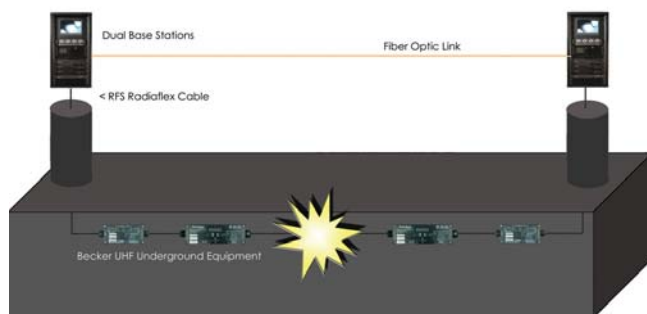 Dual Base Stations
Fiber Optic Link
< RFS Radiaflex Cable
Becker UHF Underground Equipment